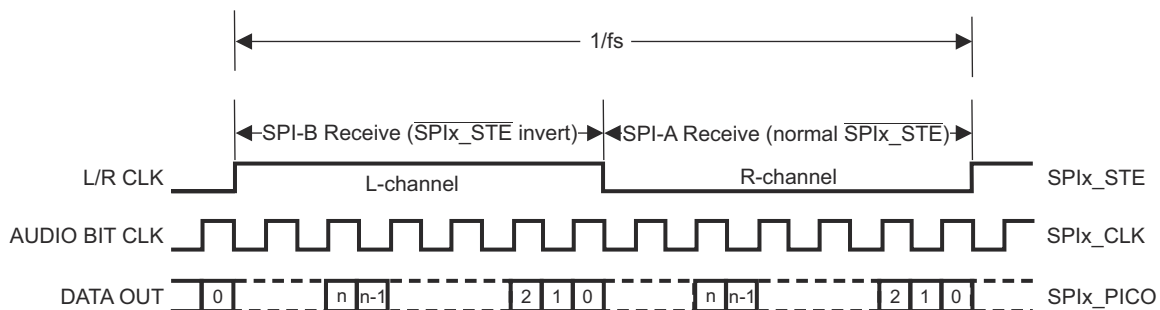 1/fs
SPI-B Receive (SPIx_STE invert) SPI-A Receive (normal SPIx_STE)
L/R CLK L-channel R-channel SPIx_STE
AUDIO BIT CLK SPIx_CLK
DATA OUT 0 n n-1 2 1 0 n n-1 2 1 0 SPIx_PICO